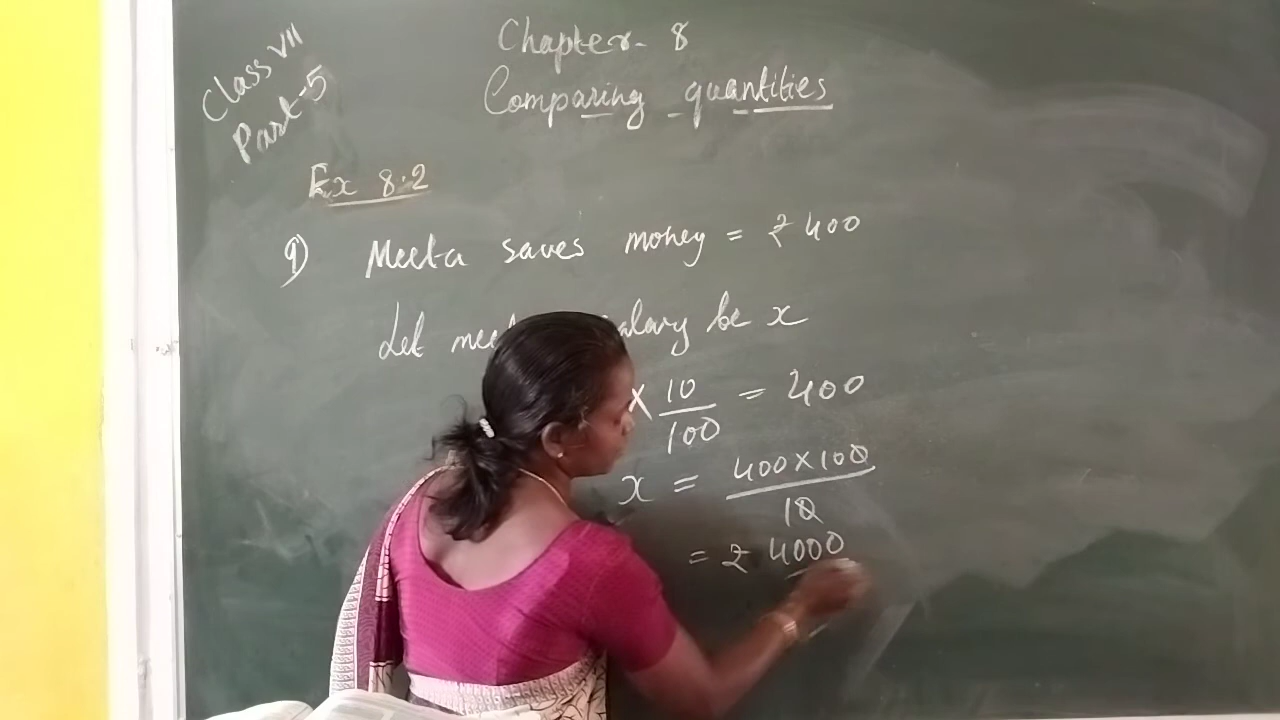 Class VII
Part-5
Chapter- 8
Comparing quantities
Ex 8.2
9) Meeta saves money = ₹ 400
Let salary be x
× 10/100 = 400
x = 400×100/10
= ₹ 4000